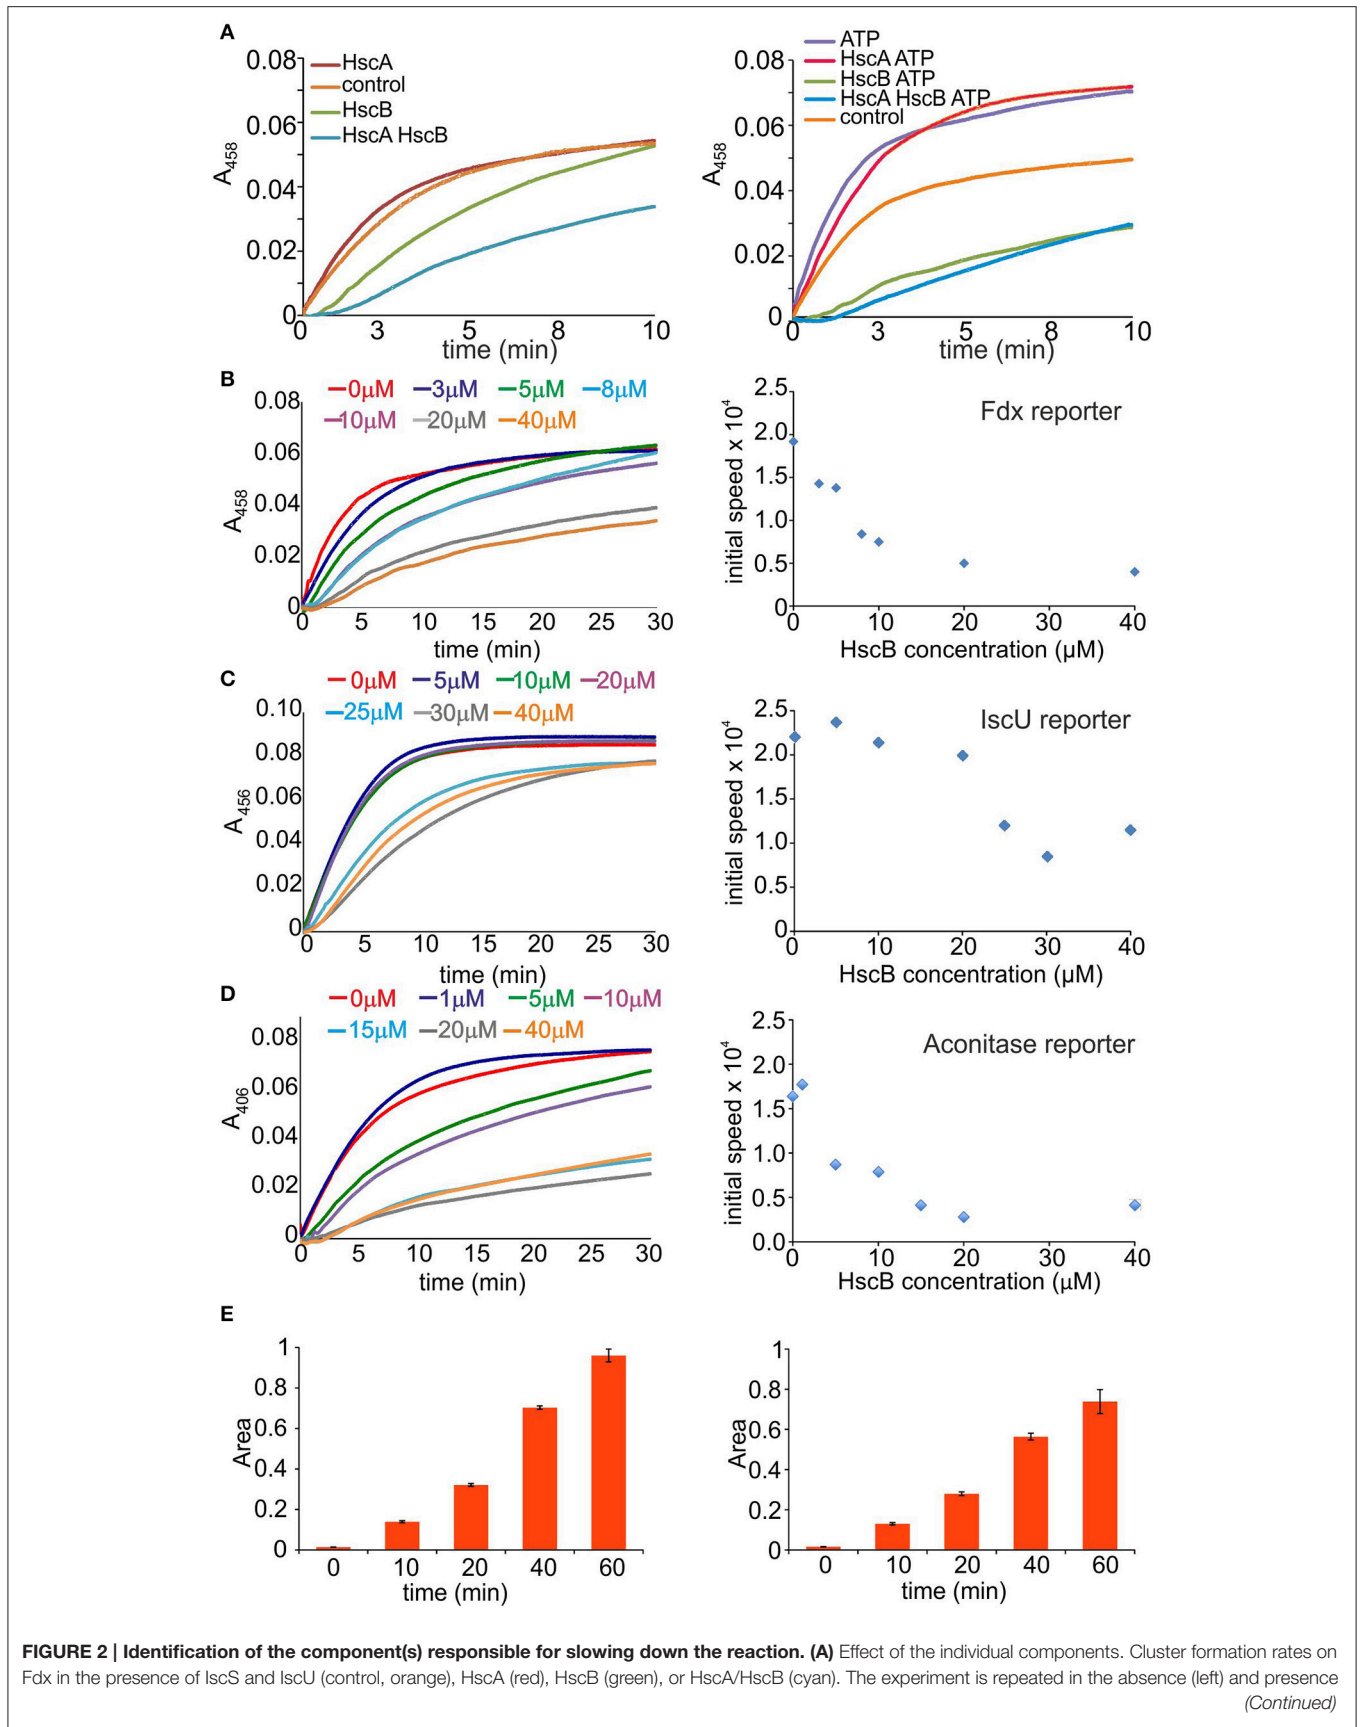 A
0.08
0.06
0.04
0.02
0
A458
HscA
control
HscB
HscA HscB
0 3 5 8 10
time (min)
0.08
0.06
0.04
0.02
0
A458
ATP
HscA ATP
HscB ATP
HscA HscB ATP
control
0 3 5 8 10
time (min)
B
0μM 3μM 5μM 8μM
10μM 20μM 40μM
0.08
0.06
0.04
0.02
0
A458
0 5 10 15 20 25 30
time (min)
2.5
2.0
1.5
1.0
0.5
0
initial speed x 10⁴
Fdx reporter
0 10 20 30 40
HscB concentration (μM)
C
0μM 5μM 10μM 20μM
25μM 30μM 40μM
0.10
0.08
0.06
0.04
0.02
0
A456
0 5 10 15 20 25 30
time (min)
2.5
2.0
1.5
1.0
0.5
0
initial speed x 10⁴
IscU reporter
0 10 20 30 40
HscB concentration (μM)
D
0μM 1μM 5μM 10μM
15μM 20μM 40μM
0.08
0.06
0.04
0.02
0
A406
0 5 10 15 20 25 30
time (min)
2.5
2.0
1.5
1.0
0.5
0.0
initial speed x 10⁴
Aconitase reporter
0 10 20 30 40
HscB concentration (μM)
E
1
0.8
0.6
0.4
0.2
0
Area
0 10 20 40 60
time (min)
1
0.8
0.6
0.4
0.2
0
Area
0 10 20 40 60
time (min)
FIGURE 2 | Identification of the component(s) responsible for slowing down the reaction. (A) Effect of the individual components. Cluster formation rates on
Fdx in the presence of IscS and IscU (control, orange), HscA (red), HscB (green), or HscA/HscB (cyan). The experiment is repeated in the absence (left) and presence
(Continued)